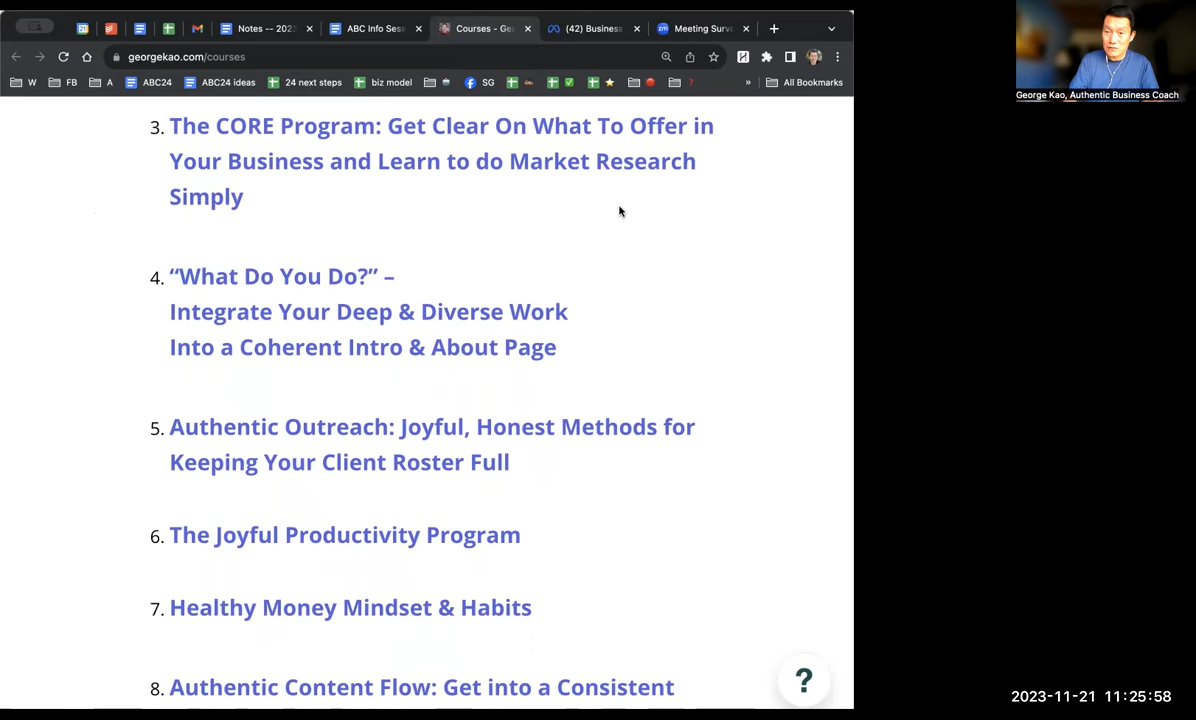 Notes -- 2023
ABC Info Sess
Courses - Geo
(42) Business
Meeting Surve
georgekao.com/courses
W
FB
A
ABC24
ABC24 ideas
24 next steps
biz model
SG
?
»
All Bookmarks
George Kao, Authentic Business Coach
3. The CORE Program: Get Clear On What To Offer in
Your Business and Learn to do Market Research
Simply
4. “What Do You Do?” –
Integrate Your Deep & Diverse Work
Into a Coherent Intro & About Page
5. Authentic Outreach: Joyful, Honest Methods for
Keeping Your Client Roster Full
6. The Joyful Productivity Program
7. Healthy Money Mindset & Habits
8. Authentic Content Flow: Get into a Consistent
?
2023-11-21 11:25:58